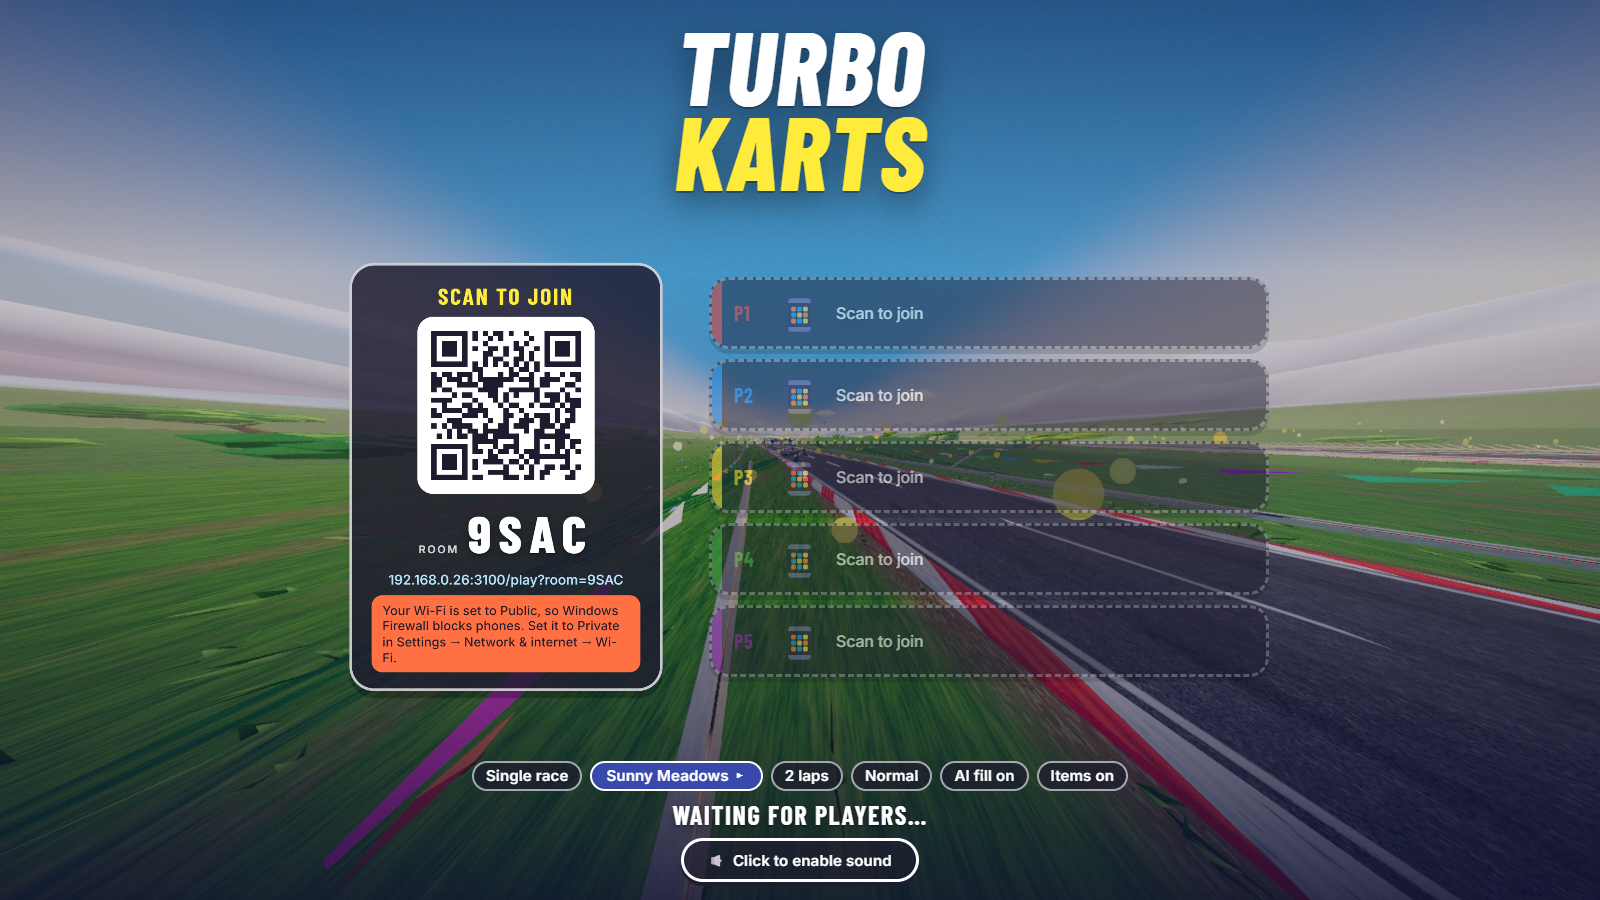 TURBO
KARTS
SCAN TO JOIN
ROOM 9SAC
192.168.0.26:3100/play?room=9SAC
Your Wi-Fi is set to Public, so Windows
Firewall blocks phones. Set it to Private
in Settings → Network & internet → Wi-
Fi.
P1 Scan to join
P2 Scan to join
P3 Scan to join
P4 Scan to join
P5 Scan to join
Single race Sunny Meadows ▸ 2 laps Normal AI fill on Items on
WAITING FOR PLAYERS...
Click to enable sound